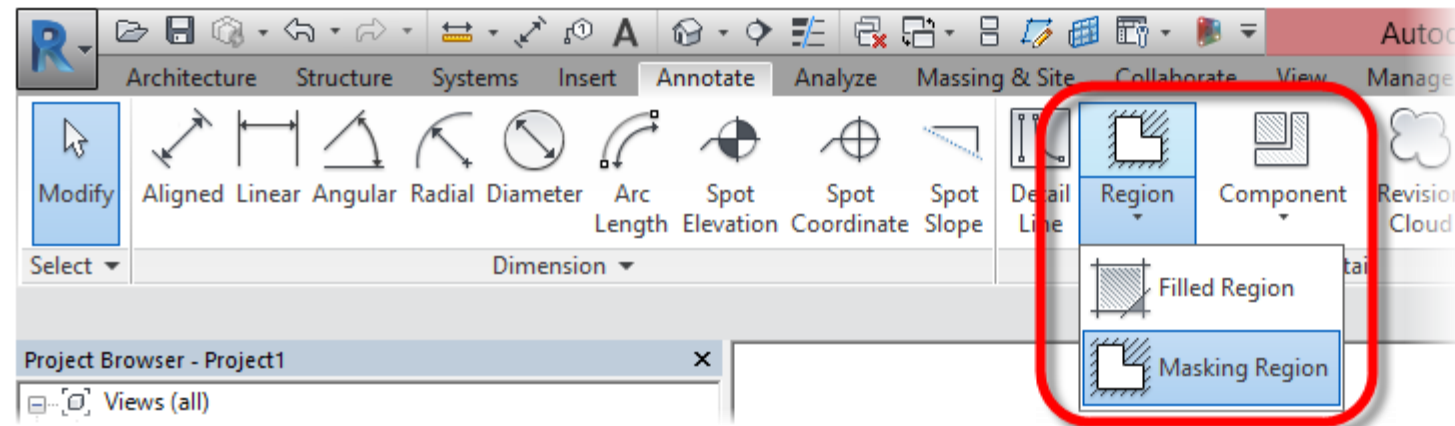 Autod
Architecture Structure Systems Insert Annotate Analyze Massing & Site Collaborate View Manage
Modify Aligned Linear Angular Radial Diameter Arc Length Spot Elevation Spot Coordinate Spot Slope Detail Line Region Component Revision Cloud
Select Dimension tai
Filled Region
Project Browser - Project1
Masking Region
Views (all)